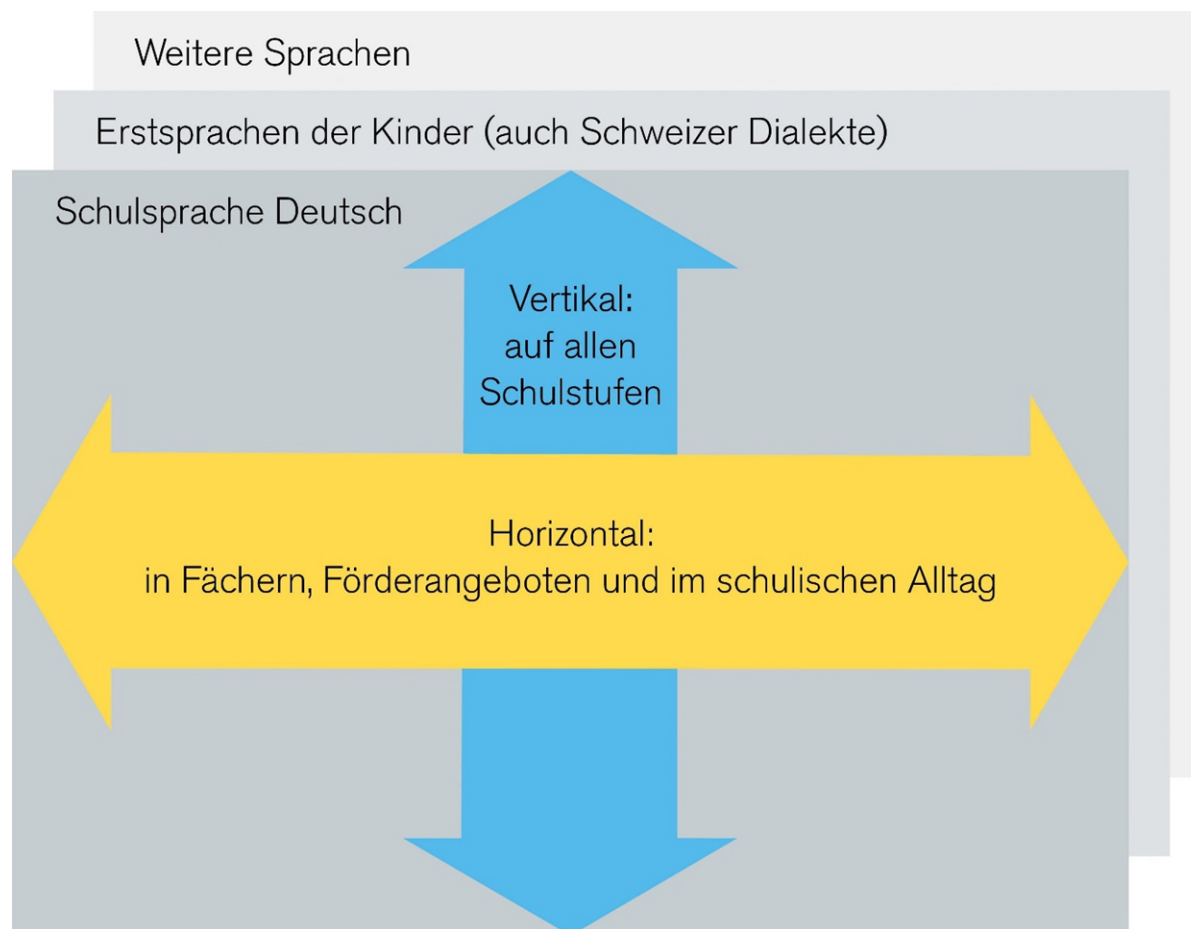 Weitere Sprachen
Erstsprachen der Kinder (auch Schweizer Dialekte)
Schulsprache Deutsch
Vertikal:
auf allen
Schulstufen
Horizontal:
in Fächern, Förderangeboten und im schulischen Alltag